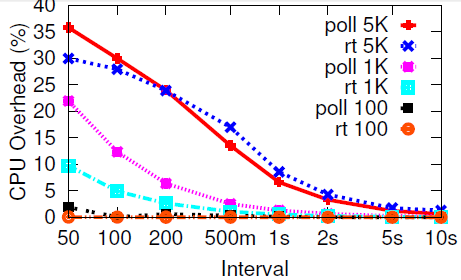 40
35
30
25
20
15
10
5
0
CPU Overhead (%)
poll 5K
rt 5K
poll 1K
rt 1K
poll 100
rt 100
50 100 200 500m 1s 2s 5s 10s
Interval